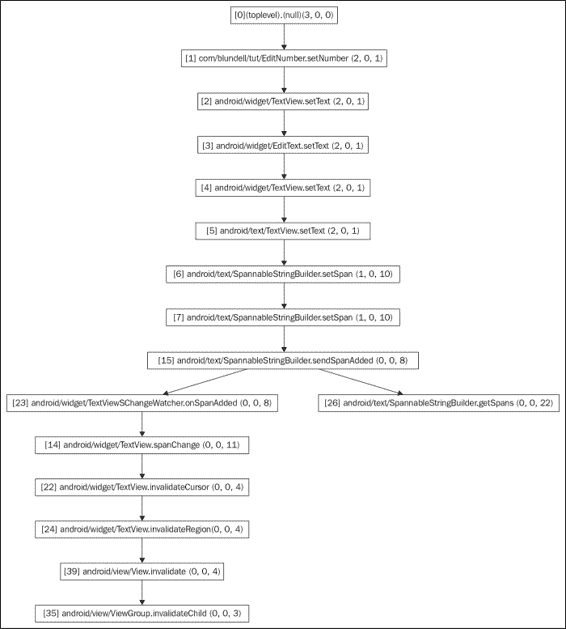 [0](toplevel).(null)(3, 0, 0)
[1] com/blundell/tut/EditNumber.setNumber (2, 0, 1)
[2] android/widget/TextView.setText (2, 0, 1)
[3] android/widget/EditText.setText (2, 0, 1)
[4] android/widget/TextView.setText (2, 0, 1)
[5] android/text/TextView.setText (2, 0, 1)
[6] android/text/SpannableStringBuilder.setSpan (1, 0, 10)
[7] android/text/SpannableStringBuilder.setSpan (1, 0, 10)
[15] android/text/SpannableStringBuilder.sendSpanAdded (0, 0, 8)
[23] android/widget/TextViewSChangeWatcher.onSpanAdded (0, 0, 8)
[26] android/text/SpannableStringBuilder.getSpans (0, 0, 22)
[14] android/widget/TextView.spanChange (0, 0, 11)
[22] android/widget/TextView.invalidateCursor (0, 0, 4)
[24] android/widget/TextView.invalidateRegion(0, 0, 4)
[39] android/view/View.invalidate (0, 0, 4)
[35] android/view/ViewGroup.invalidateChild (0, 0, 3)